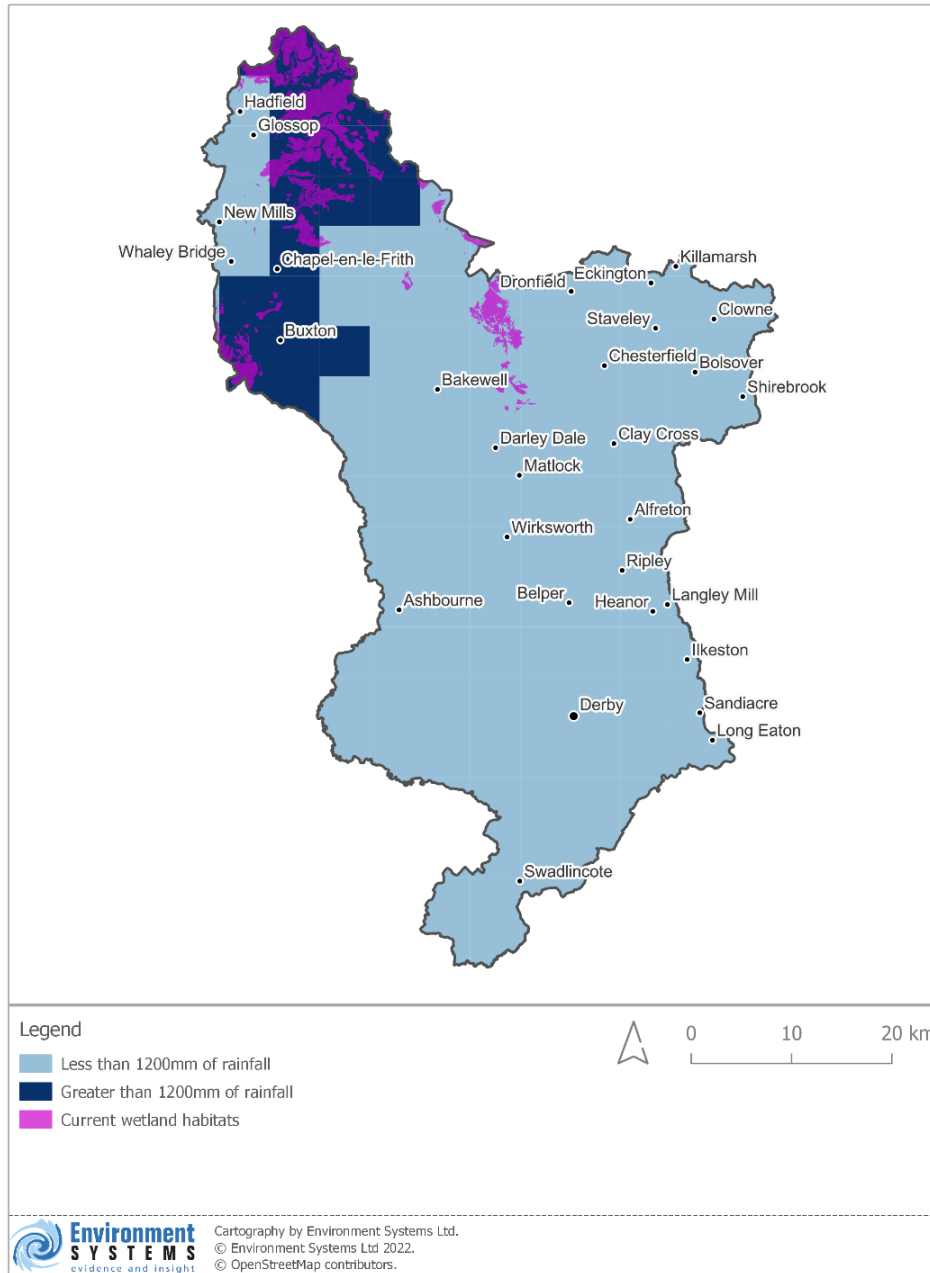 Hadfield
Glossop
New Mills
Whaley Bridge
Chapel-en-le-Frith
Killamarsh
Eckington
Dronfield
Clowne
Staveley
Buxton
Chesterfield
Bolsover
Shirebrook
Bakewell
Darley Dale
Clay Cross
Matlock
Alfreton
Wirksworth
Ripley
Ashbourne
Belper
Heanor
Langley Mill
Ilkeston
Derby
Sandiacre
Long Eaton
Swadlincote
Legend
0 10 20 km
Less than 1200mm of rainfall
Greater than 1200mm of rainfall
Current wetland habitats
Environment
SYSTEMS
evidence and insight
Cartography by Environment Systems Ltd.
© Environment Systems Ltd 2022.
© OpenStreetMap contributors.